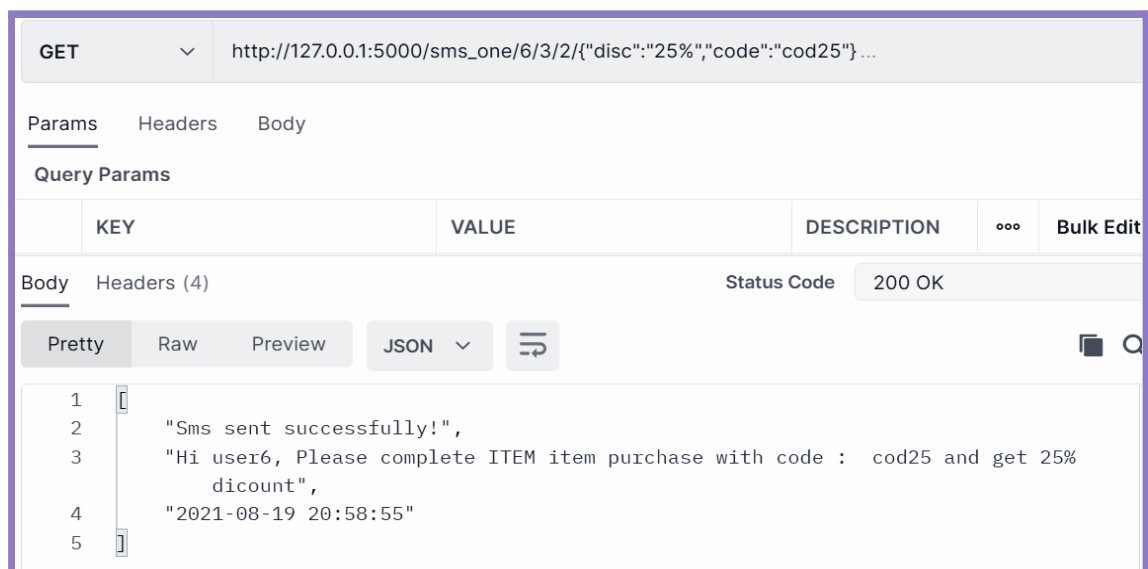 GET http://127.0.0.1:5000/sms_one/6/3/2/{"disc":"25%","code":"cod25"} ...
Params Headers Body
Query Params
KEY VALUE DESCRIPTION ooo Bulk Edit
Body Headers (4) Status Code 200 OK
Pretty Raw Preview JSON
1 [
2 "Sms sent successfully!",
3 "Hi user6, Please complete ITEM item purchase with code :  cod25 and get 25%
dicount",
4 "2021-08-19 20:58:55"
5 ]